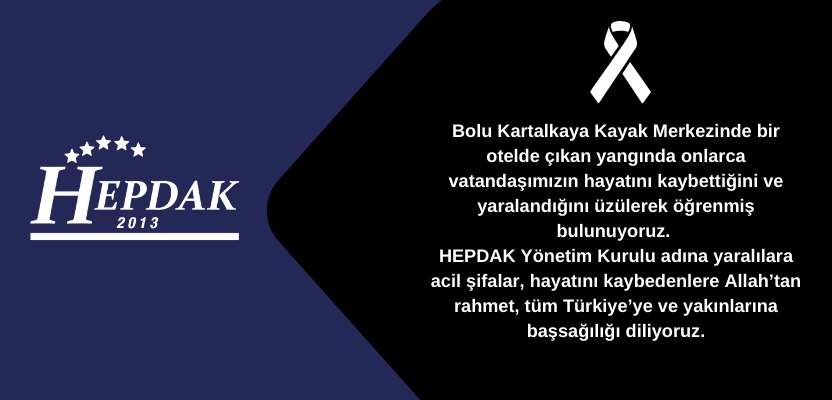 HEPDAK
2013
Bolu Kartalkaya Kayak Merkezinde bir
otelde çıkan yangında onlarca
vatandaşımızın hayatını kaybettiğini ve
yaralandığını üzülerek öğrenmiş
bulunuyoruz.
HEPDAK Yönetim Kurulu adına yaralılara
acil şifalar, hayatını kaybedenlere Allah’tan
rahmet, tüm Türkiye’ye ve yakınlarına
başsağılığı diliyoruz.